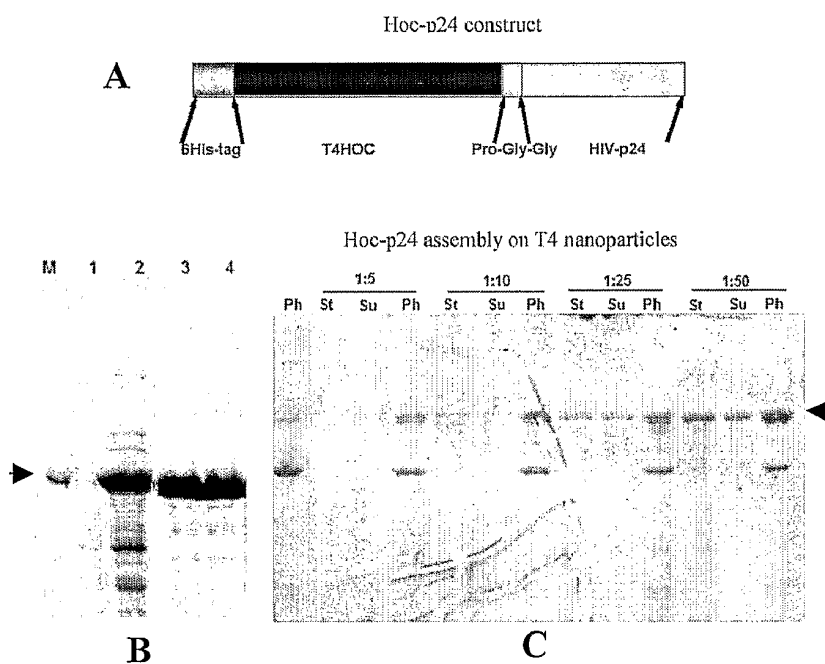 Hoc-p24 construct
A
6His-tag T4HOC Pro-Gly-Gly HIV-p24
Hoc-p24 assembly on T4 nanoparticles
M 1 2 3 4
1:5 1:10 1:25 1:50
Ph St Su Ph St Su Ph St Su Ph St Su Ph
B C